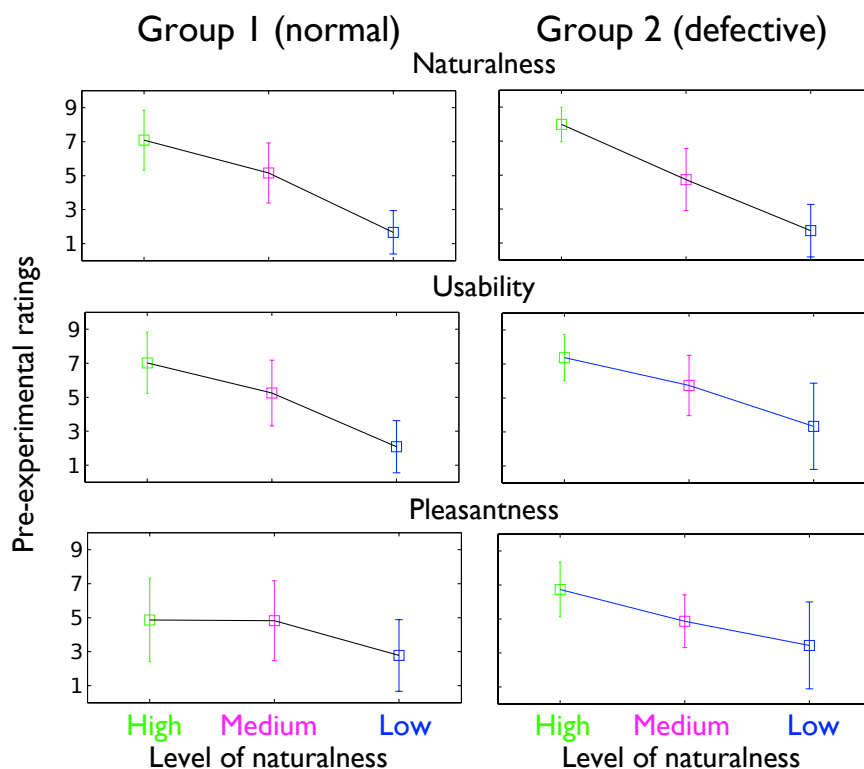 Group 1 (normal) Group 2 (defective)
Naturalness
9
7
5
3
1
Usability
9
7
5
3
1
Pleasantness
9
7
5
3
1
Pre-experimental ratings
High Medium Low High Medium Low
Level of naturalness Level of naturalness